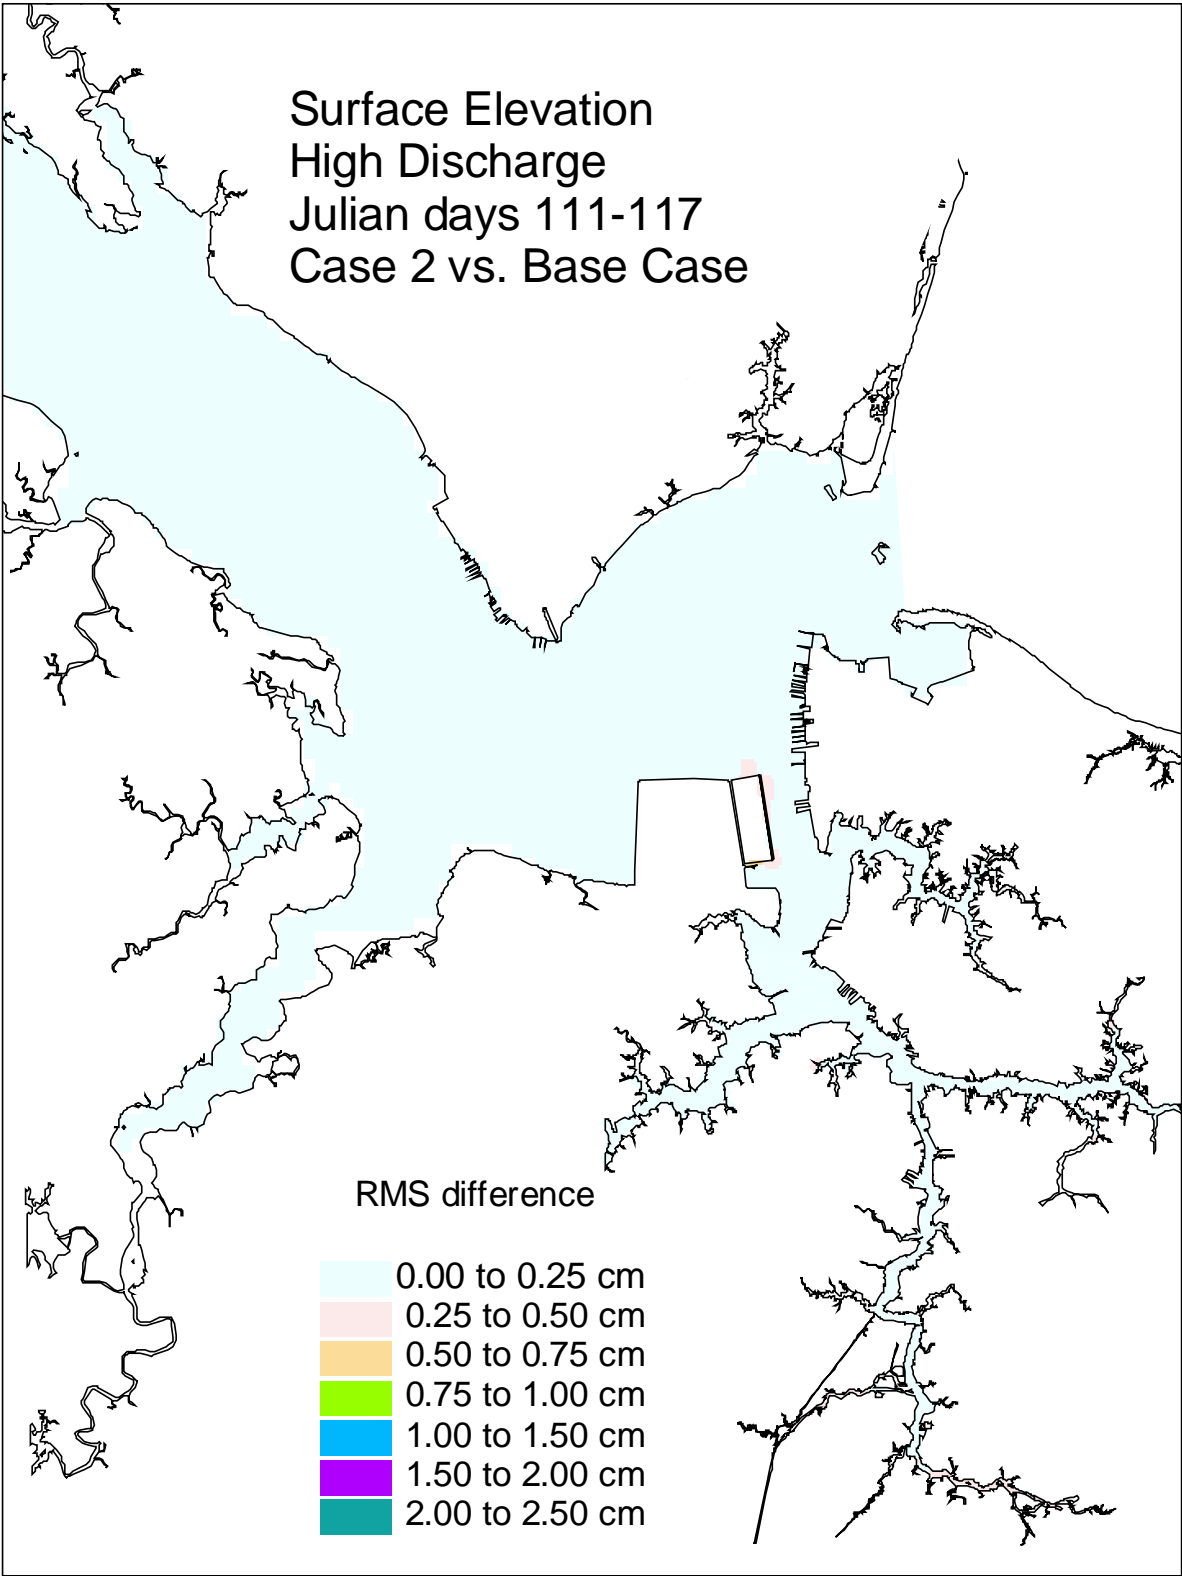 Surface Elevation
High Discharge
Julian days 111-117
Case 2 vs. Base Case
RMS difference
0.00 to 0.25 cm
0.25 to 0.50 cm
0.50 to 0.75 cm
0.75 to 1.00 cm
1.00 to 1.50 cm
1.50 to 2.00 cm
2.00 to 2.50 cm